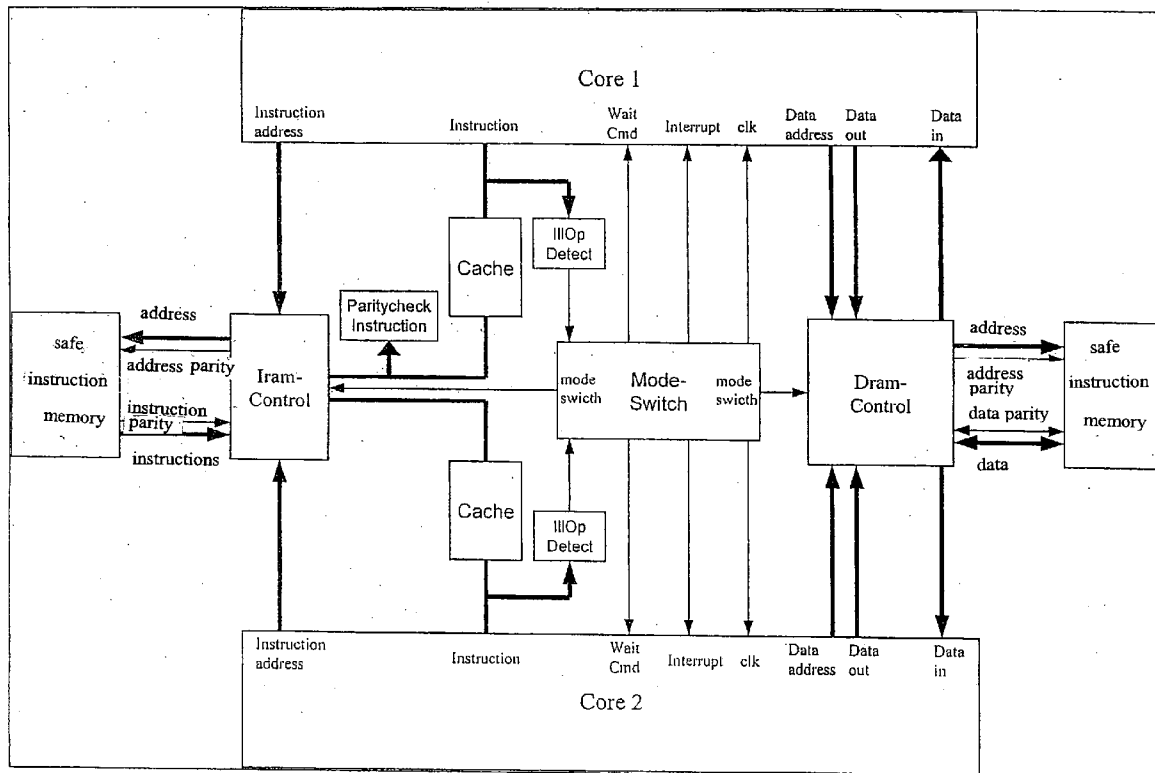 Core 1
Instruction
address
Instruction
Wait
Cmd
Interrupt
clk
Data
address
Data
out
Data
in
IllOp
Detect
Cache
Paritycheck
Instruction
safe
instruction
memory
address
address parity
instruction
parity
instructions
Iram-
Control
mode
swicth
Mode-
Switch
mode
swicth
Dram-
Control
address
address
parity
data parity
data
safe
instruction
memory
Cache
IllOp
Detect
Instruction
address
Instruction
Wait
Cmd
Interrupt
clk
Data
address
Data
out
Data
in
Core 2